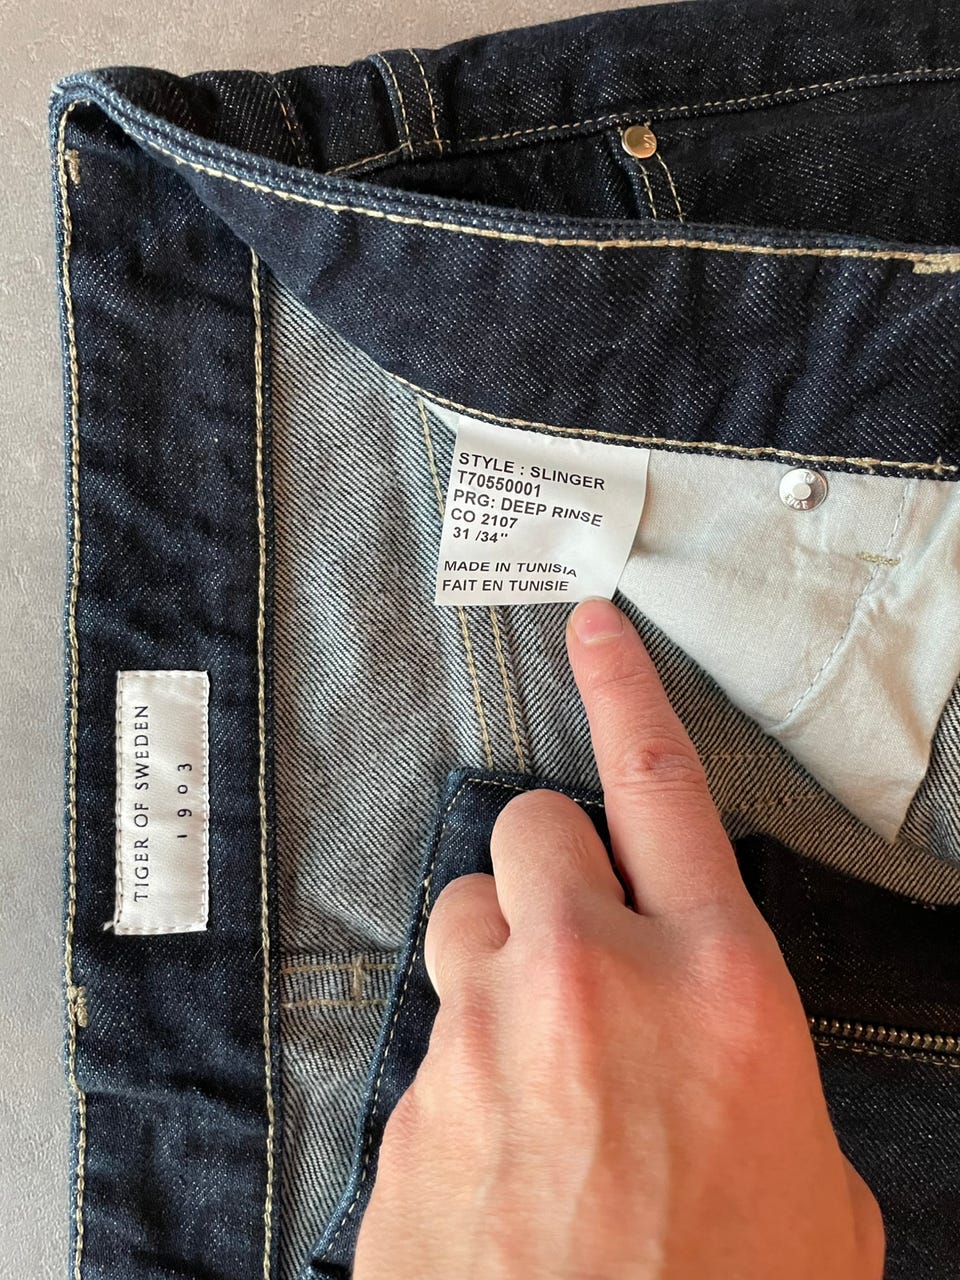 STYLE : SLINGER
T70550001
PRG: DEEP RINSE
CO 2107
31 /34"
MADE IN TUNISIA
FAIT EN TUNISIE
TIGER OF SWEDEN
1903